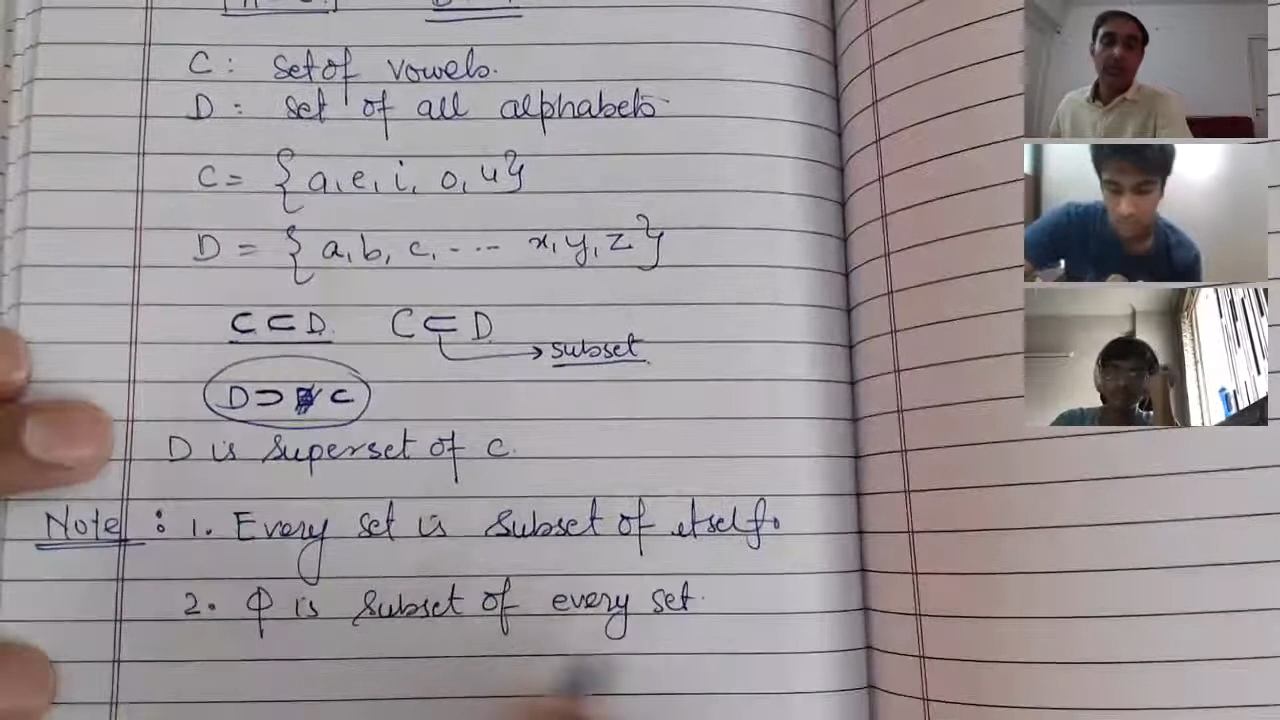 C: set of vowels.
D: set of all alphabets
C = {a, e, i, o, u}
D = {a, b, c, --- x, y, z}
C ⊂ D. C ⊂ D
→ subset
D ⊃ C
D is superset of C.
Note: 1. Every set is subset of itself.
2. φ is subset of every set.